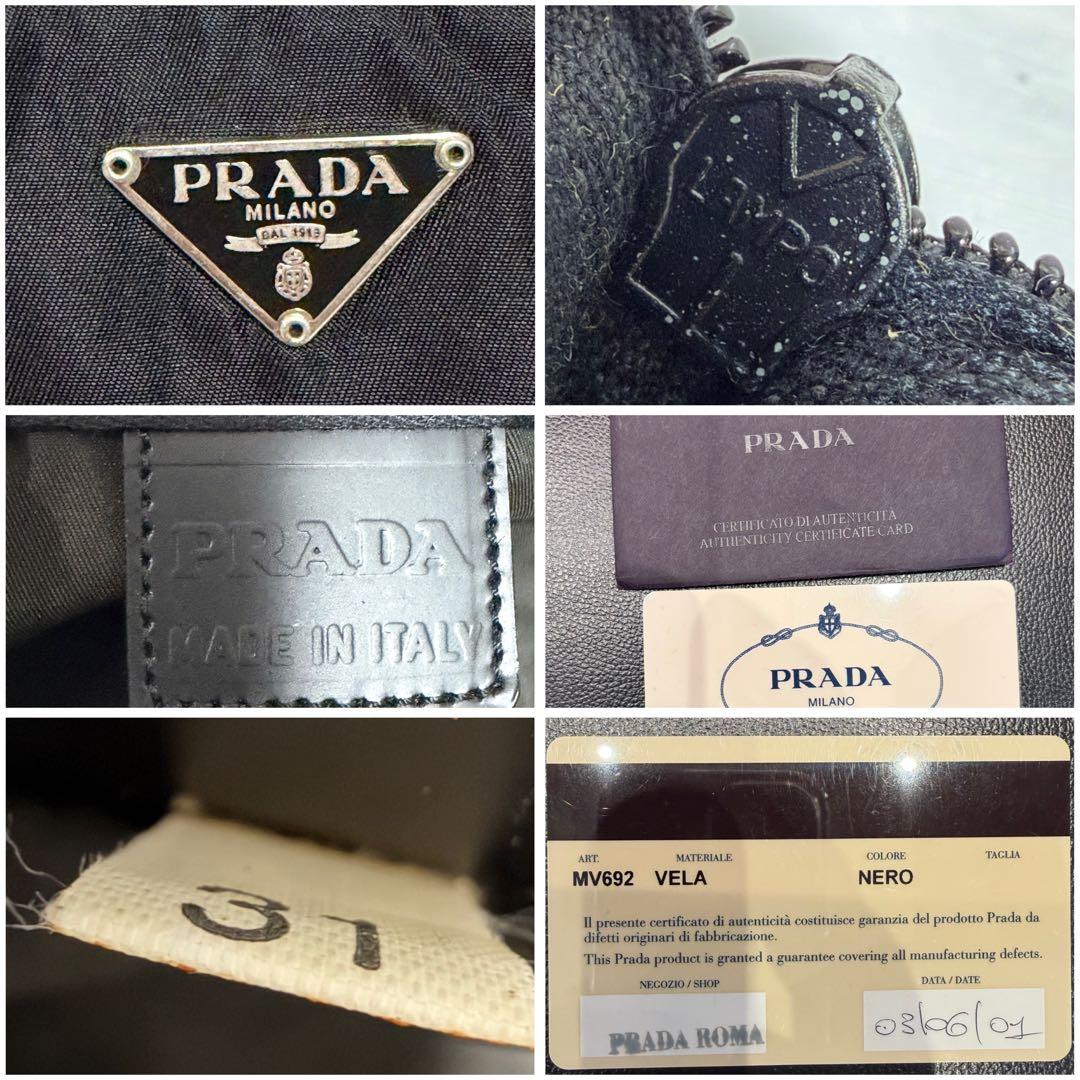 PRADA
MILANO
DAL 1913
LAMPO
PRADA
MADE IN ITALY
PRADA
CERTIFICATO DI AUTENTICITÀ
AUTHENTICITY CERTIFICATE CARD
PRADA
MILANO
31
ART. MATERIALE COLORE TAGLIA
MV692 VELA NERO
Il presente certificato di autenticità costituisce garanzia del prodotto Prada da
difetti originari di fabbricazione.
This Prada product is granted a guarantee covering all manufacturing defects.
NEGOZIO / SHOP DATA / DATE
PRADA ROMA 03/06/01